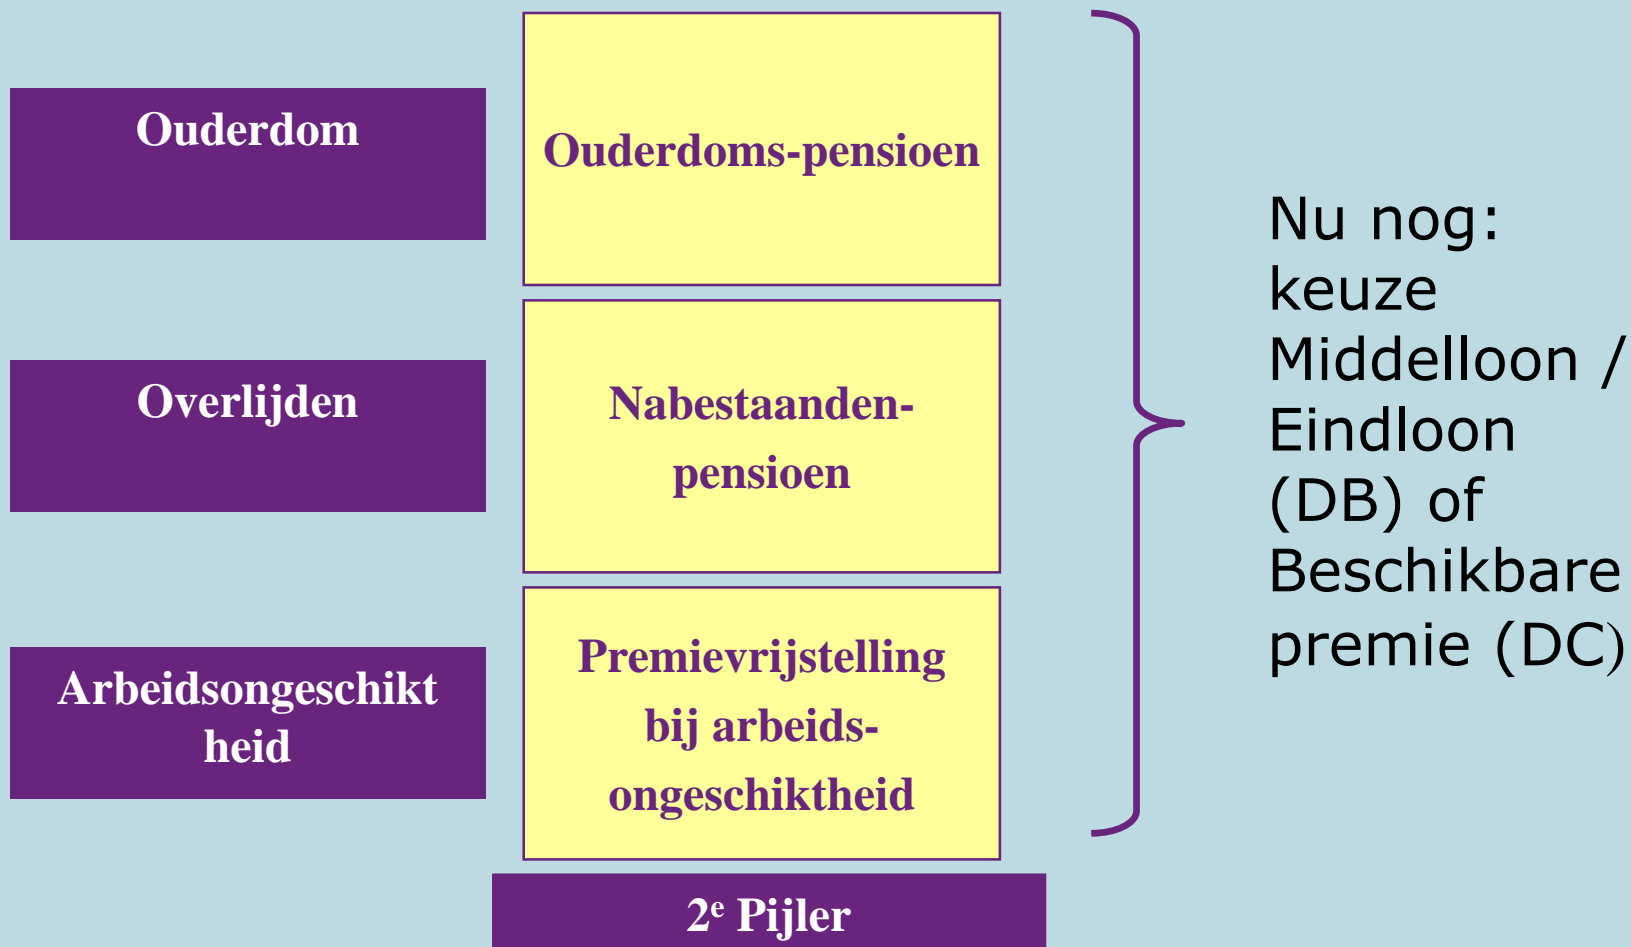 Ouderdom
Ouderdoms-pensioen
Overlijden
Nabestaanden-
pensioen
Arbeidsongeschikt
heid
Premievrijstelling
bij arbeids-
ongeschiktheid
2e Pijler
Nu nog:
keuze
Middelloon /
Eindloon
(DB) of
Beschikbare
premie (DC)